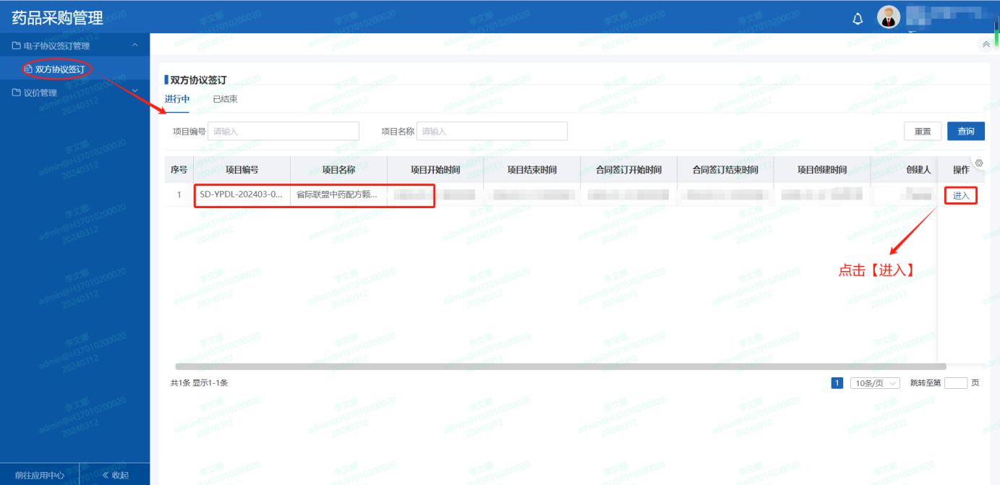 药品采购管理
电子协议签订管理
双方协议签订
议价管理
双方协议签订
进行中 已结束
项目编号 请输入 项目名称 请输入 重置 查询
序号 项目编号 项目名称 项目开始时间 项目结束时间 合同签订开始时间 合同签订结束时间 项目创建时间 创建人 操作
1 SD-YPDL-202403-0... 省际联盟中药配方颗... 进入
点击【进入】
共1条 显示1-1条 1 10条/页 跳转至第 页
前往应用中心 收起
admin@H37010200020
20240312